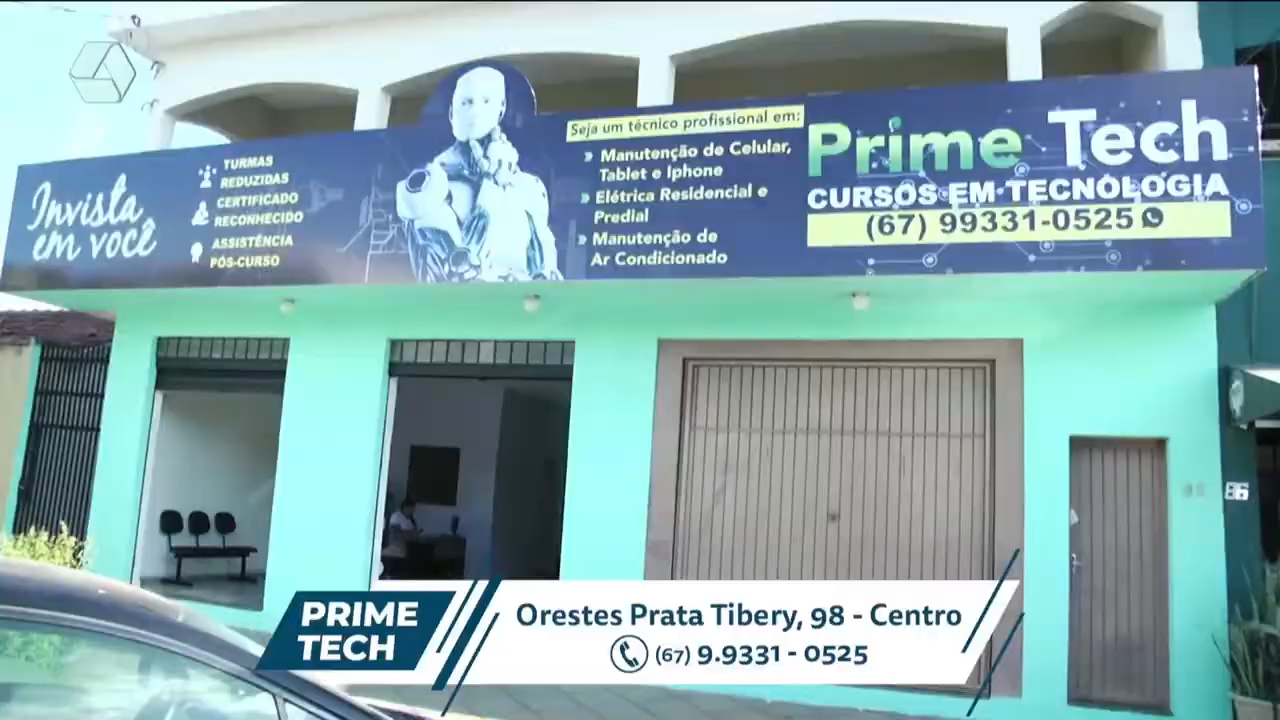 Invista
em você
TURMAS
REDUZIDAS
CERTIFICADO
RECONHECIDO
ASSISTÊNCIA
PÓS-CURSO
Seja um técnico profissional em:
» Manutenção de Celular,
Tablet e Iphone
» Elétrica Residencial e
Predial
» Manutenção de
Ar Condicionado
Prime Tech
CURSOS EM TECNOLOGIA
(67) 99331-0525
PRIME
TECH
Orestes Prata Tibery, 98 - Centro
(67) 9.9331 - 0525